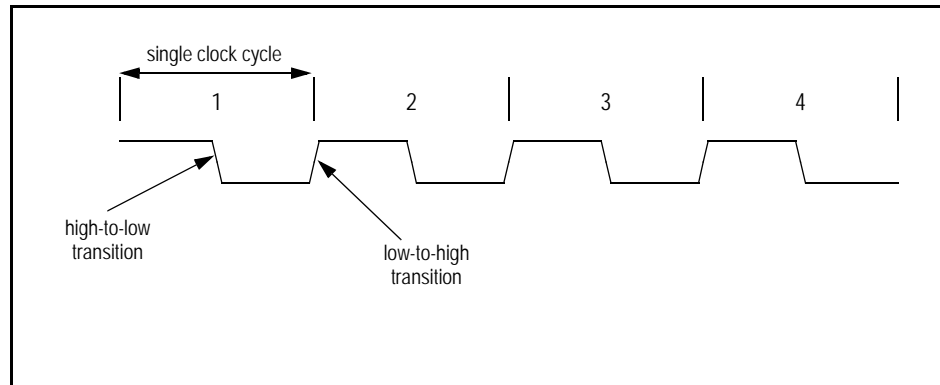 single clock cycle
1 2 3 4
high-to-low
transition
low-to-high
transition